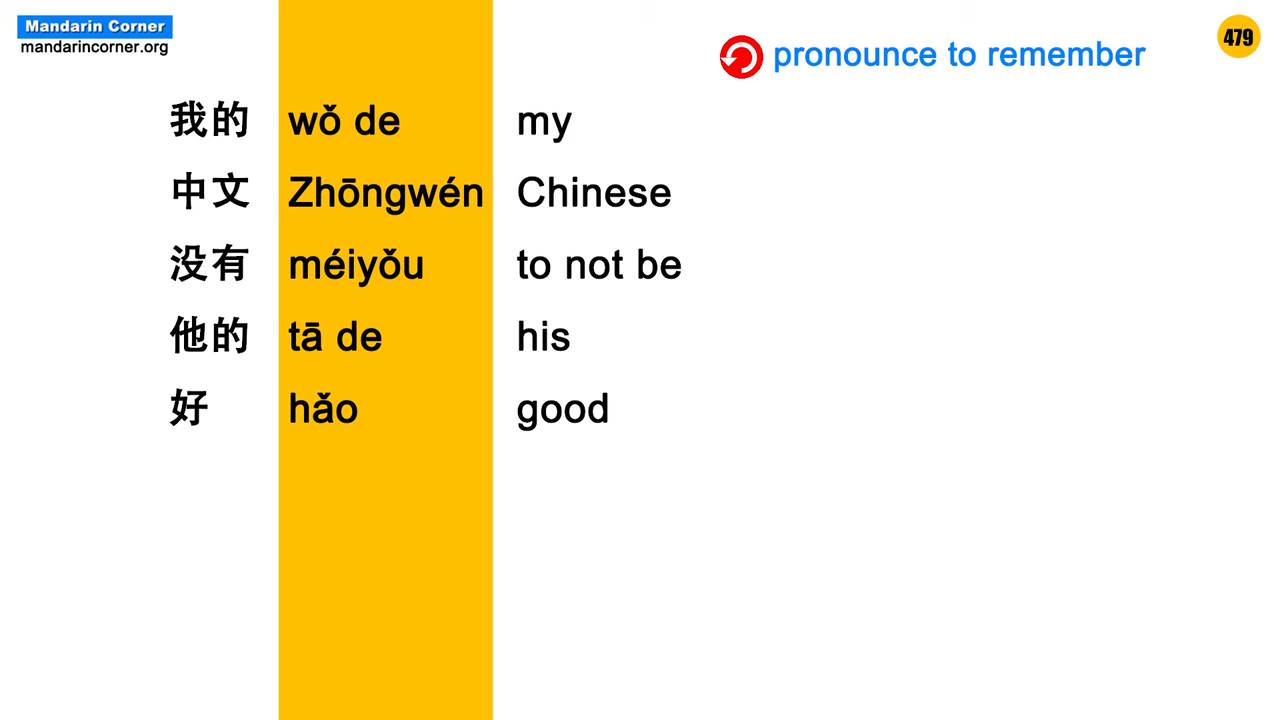 Mandarin Corner
mandarincorner.org
pronounce to remember
479
我的 wǒ de my
中文 Zhōngwén Chinese
没有 méiyǒu to not be
他的 tā de his
好 hǎo good